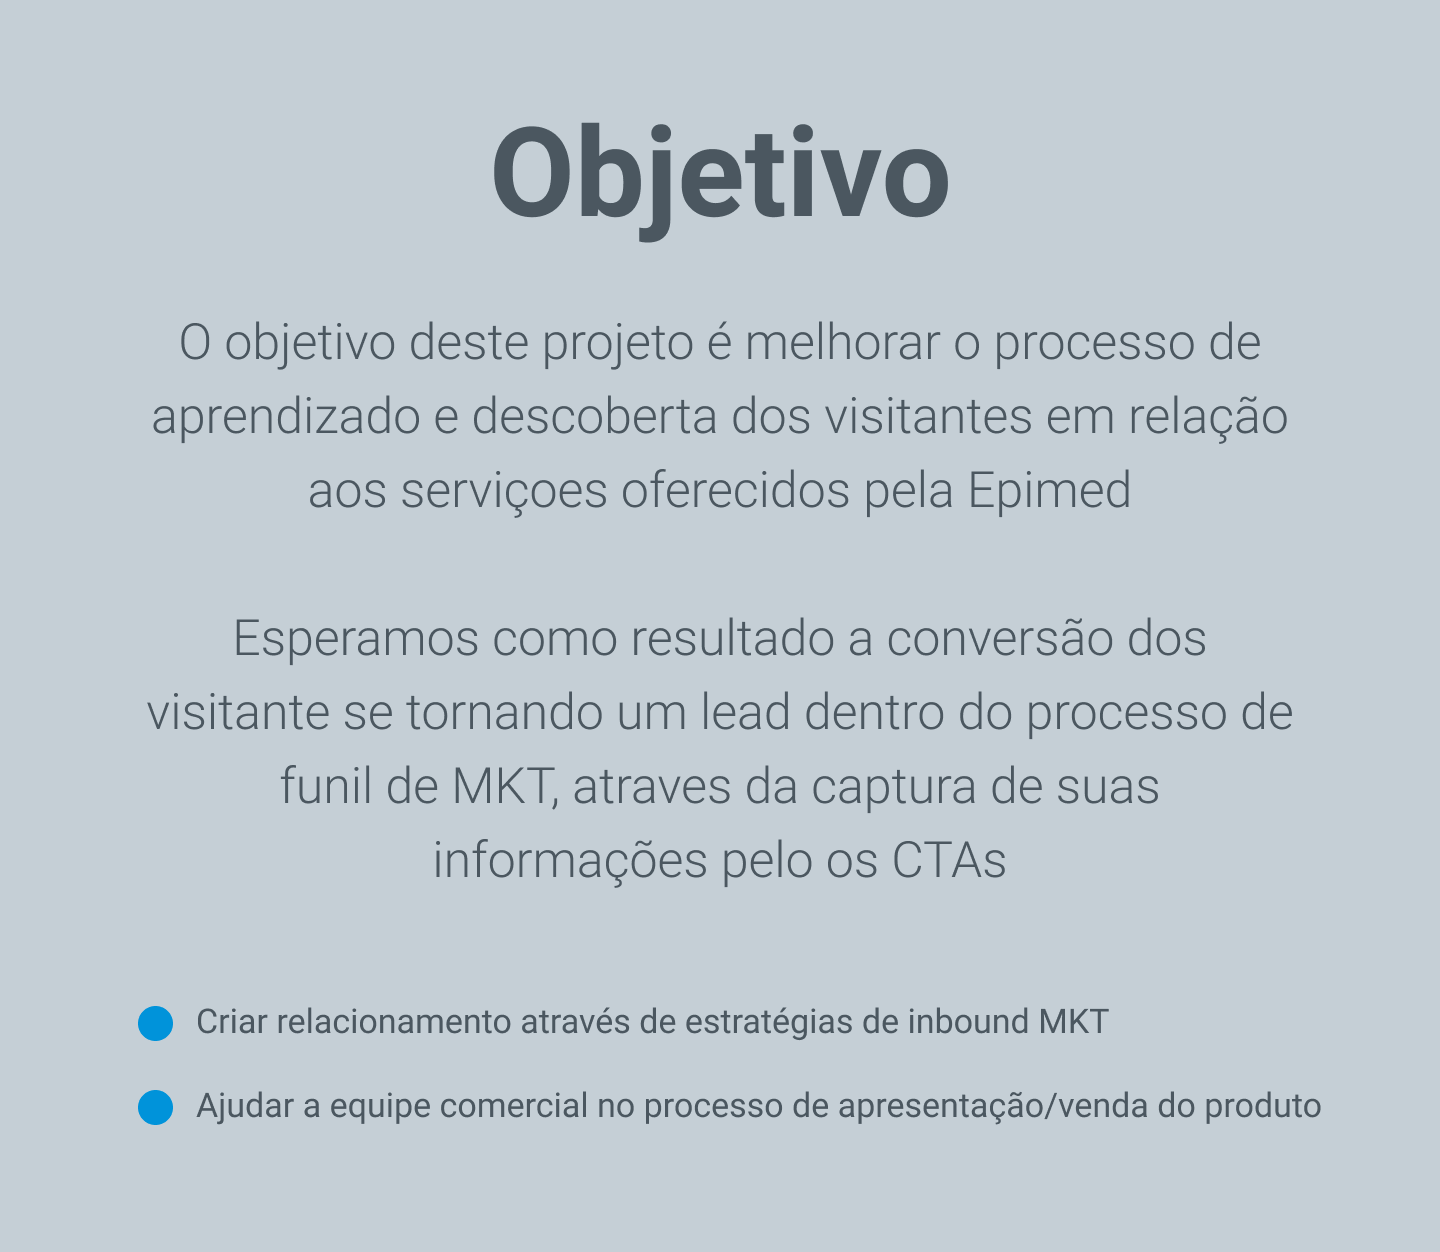 Objetivo
O objetivo deste projeto é melhorar o processo de
aprendizado e descoberta dos visitantes em relação
aos serviçoes oferecidos pela Epimed
Esperamos como resultado a conversão dos
visitante se tornando um lead dentro do processo de
funil de MKT, atraves da captura de suas
informações pelo os CTAs
Criar relacionamento através de estratégias de inbound MKT
Ajudar a equipe comercial no processo de apresentação/venda do produto